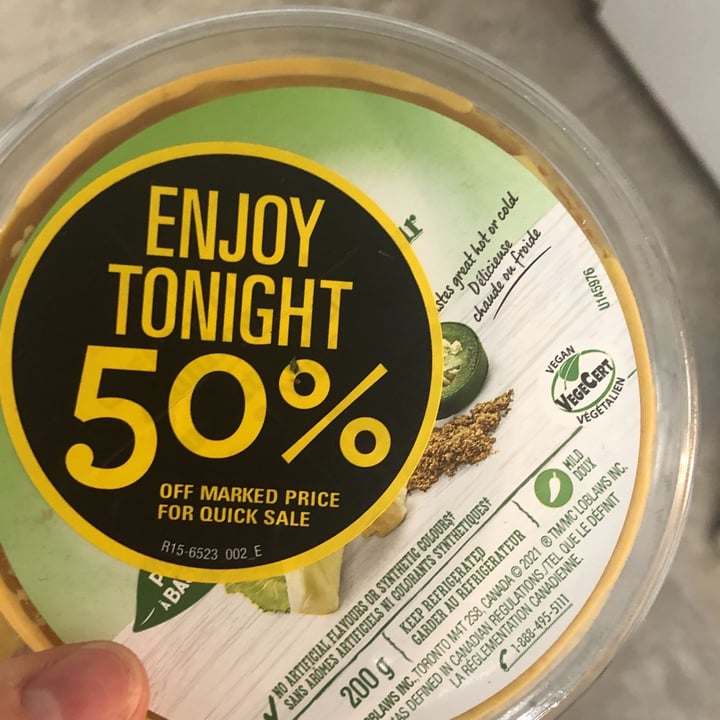 ENJOY
TONIGHT
50%
OFF MARKED PRICE
FOR QUICK SALE
R15-6523 002_E
tastes great hot or cold
Délicieuse
chaude ou froide
U145976
VEGAN
VEGECERT
VÉGÉTALIEN
MILD
DOUX
NO ARTIFICIAL FLAVOURS OR SYNTHETIC COLOURS‡
SANS ARÔMES ARTIFICIELS NI COLORANTS SYNTHÉTIQUES‡
200 g
KEEP REFRIGERATED
GARDER AU RÉFRIGÉRATEUR
LOBLAWS INC., TORONTO M4T 2S8, CANADA © 2021 ® TM/MC LOBLAWS INC.
‡AS DEFINED IN CANADIAN REGULATIONS./TEL QUE LE DÉFINIT
LA RÉGLEMENTATION CANADIENNE.
1-888-495-5111